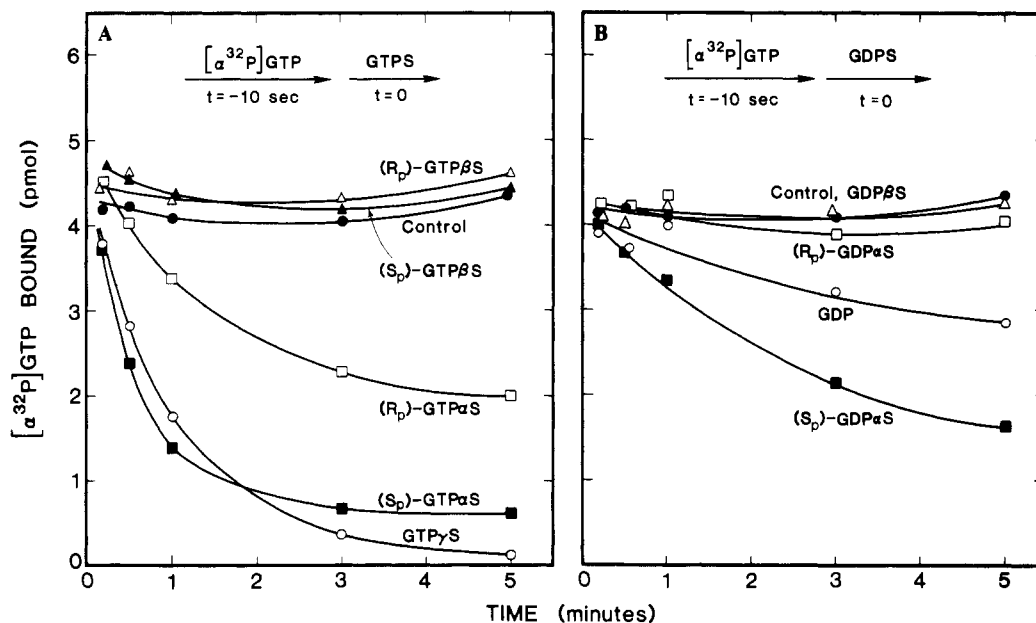 A
[α³²P]GTP
t=-10 sec
GTPS
t=0
(Rp)-GTPβS
Control
(Sp)-GTPβS
(Rp)-GTPαS
(Sp)-GTPαS
GTPγS
6
5
4
3
2
1
0
0 1 2 3 4 5
[α³²P]GTP BOUND (pmol)
B
[α³²P]GTP
t=-10 sec
GDPS
t=0
Control, GDPβS
(Rp)-GDPαS
GDP
(Sp)-GDPαS
0 1 2 3 4 5
TIME (minutes)